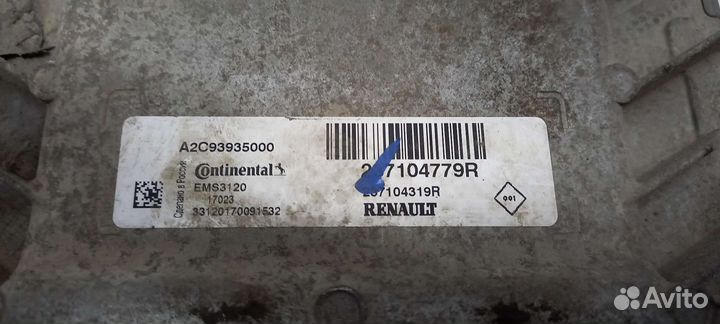 A2C93935000
Continental
EMS3120
17023
33120170091532
Сделано в России
237104779R
237104319R
RENAULT
001
Avito